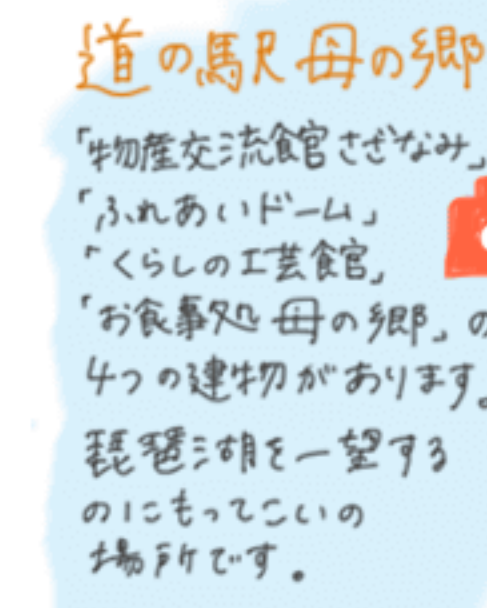 道の駅 母の郷
「物産交流館さざなみ」
「ふれあいドーム」
「くらしの工芸館」
「お食事処 母の郷」の
4つの建物があります。
琵琶湖を一望する
のにもってこいの
場所です。